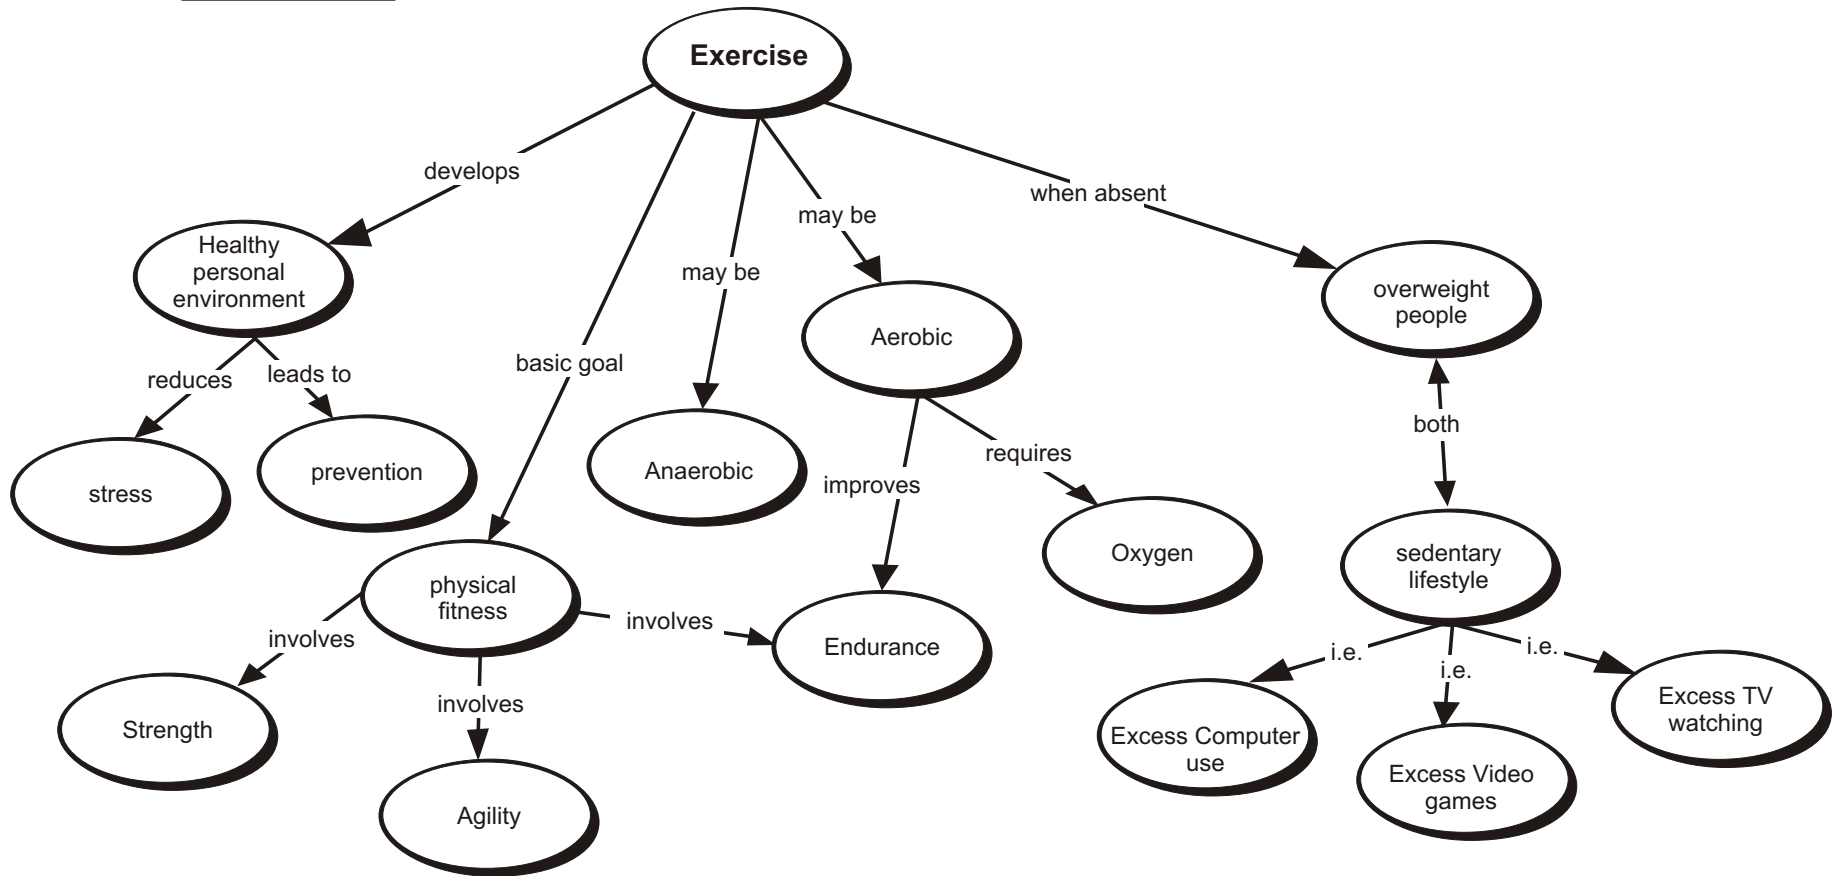 Exercise
develops
when absent
may be
Healthy
personal
environment
may be
overweight
people
Aerobic
basic goal
reduces
leads to
both
requires
prevention
Anaerobic
improves
stress
Oxygen
sedentary
lifestyle
physical
fitness
involves
involves
Endurance
i.e.
i.e.
i.e.
involves
Strength
Excess TV
watching
Excess Computer
use
Excess Video
games
Agility